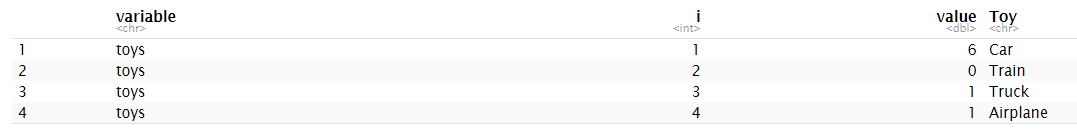 variable i value Toy
<chr> <int> <dbl> <chr>
1 toys 1 6 Car
2 toys 2 0 Train
3 toys 3 1 Truck
4 toys 4 1 Airplane